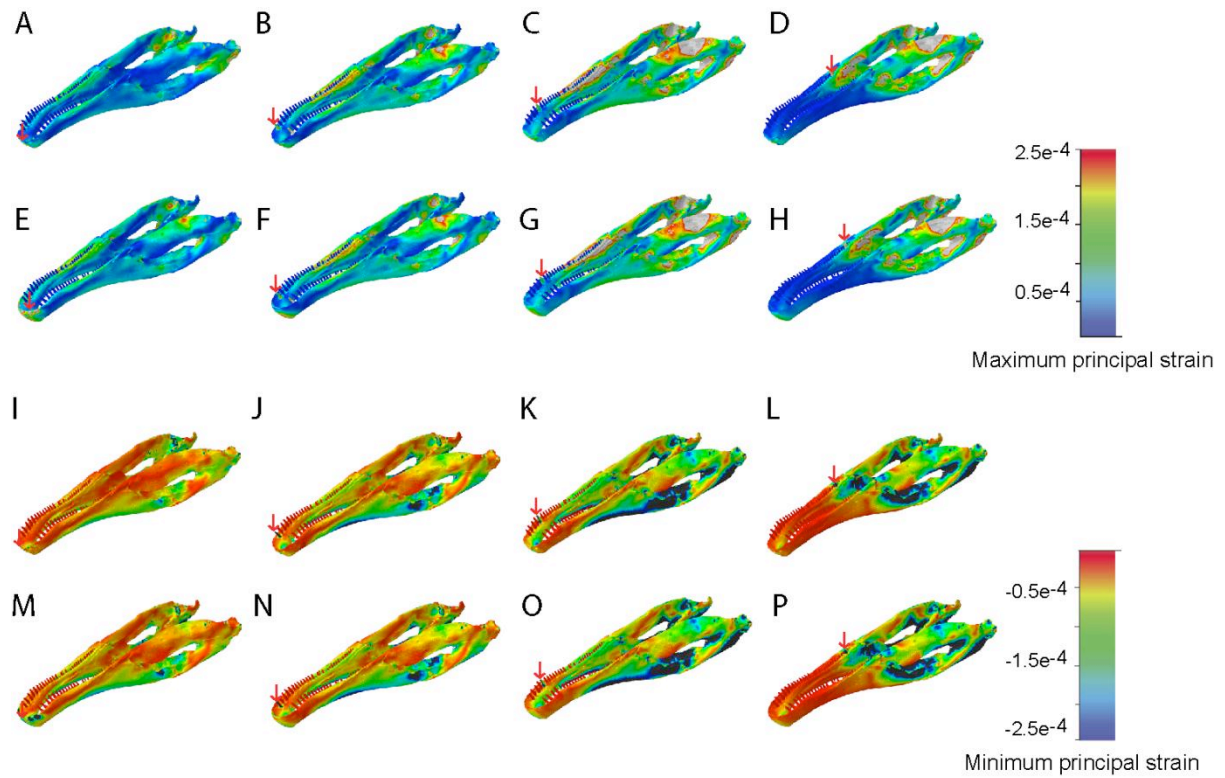 A B C D
2.5e-4
1.5e-4
0.5e-4
E F G H
Maximum principal strain
I J K L
-0.5e-4
M N O P
-1.5e-4
-2.5e-4
Minimum principal strain